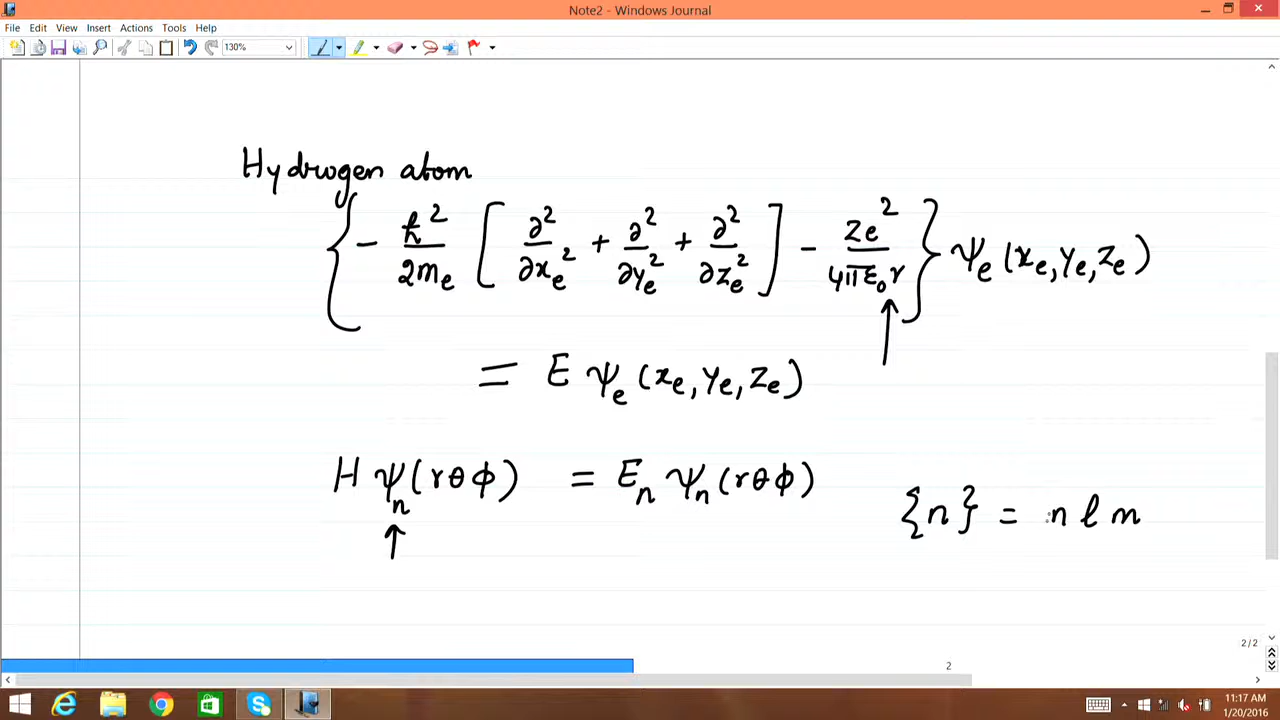 Note2 - Windows Journal
File Edit View Insert Actions Tools Help
130%
Hydrogen atom
{ - ℏ²/2mₑ [ ∂²/∂xₑ² + ∂²/∂yₑ² + ∂²/∂zₑ² ] - Ze²/4πε₀r } ψₑ (xₑ, yₑ, zₑ)
= E ψₑ (xₑ, yₑ, zₑ)
H ψₙ (r θ ϕ) = Eₙ ψₙ (r θ ϕ)
{n} = n l m
2/2
2
11:17 AM
1/20/2016